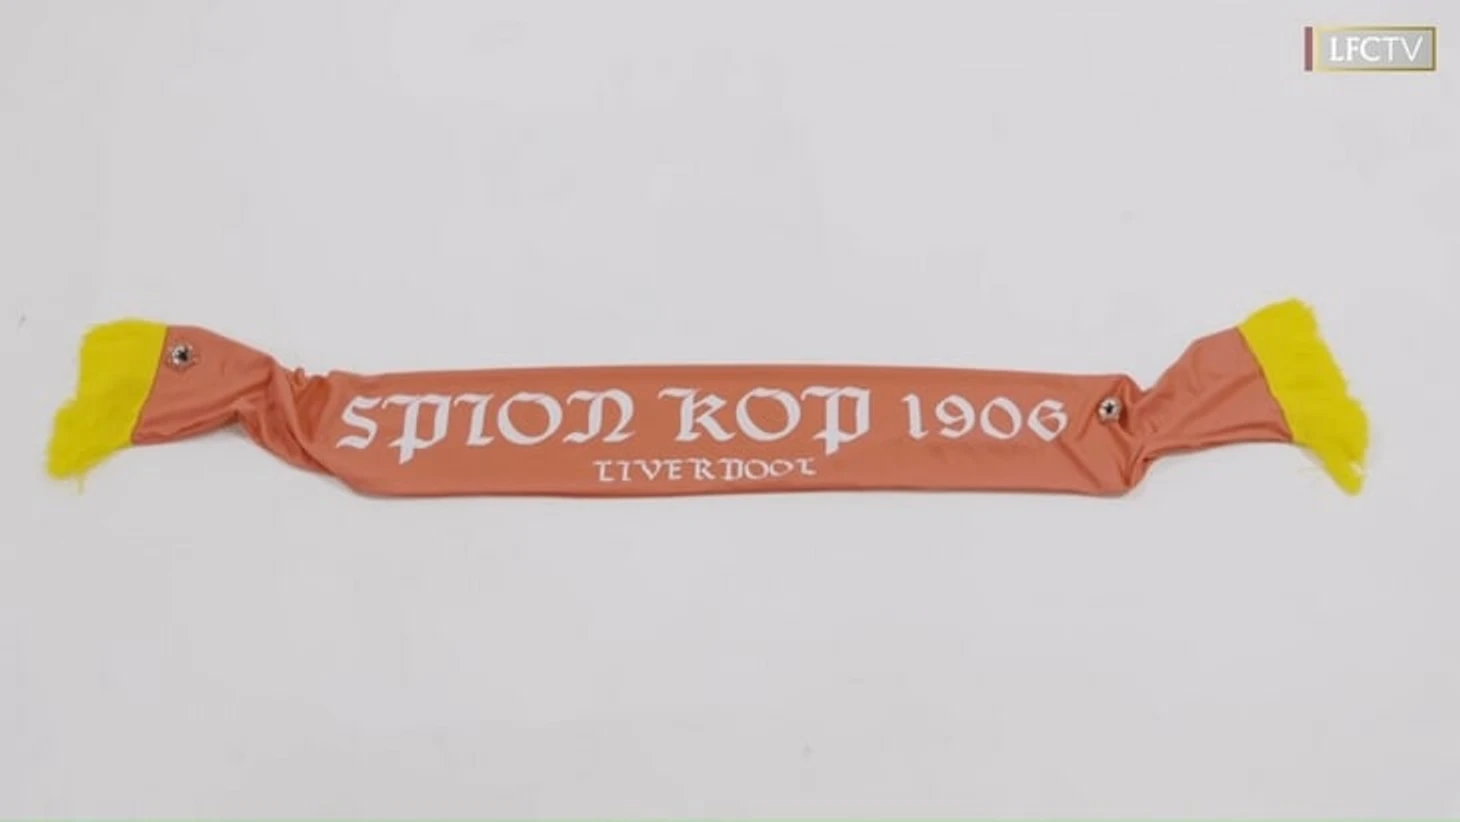 LFCTV
SPION KOP 1906
LIVERPOOL